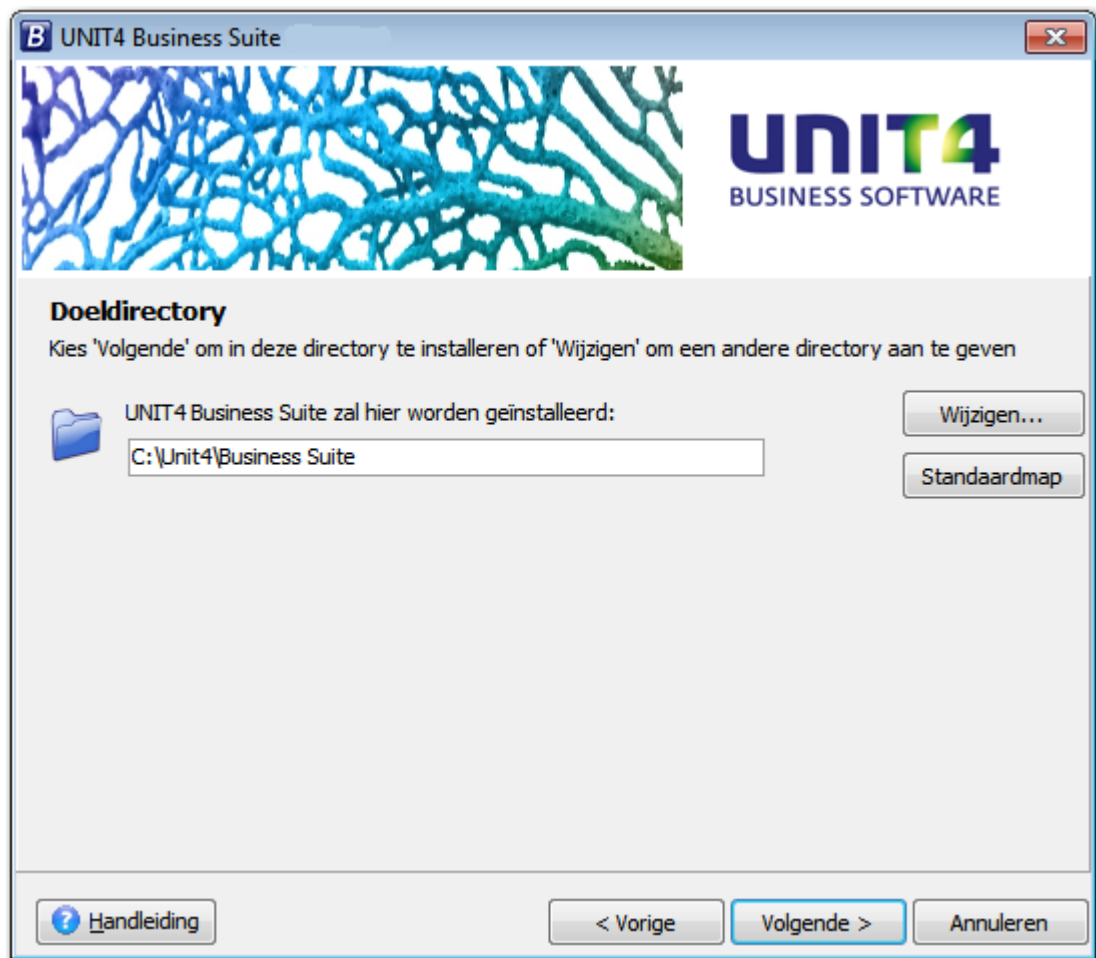 B UNIT4 Business Suite
UNIT4
BUSINESS SOFTWARE
Doeldirectory
Kies 'Volgende' om in deze directory te installeren of 'Wijzigen' om een andere directory aan te geven
UNIT4 Business Suite zal hier worden geïnstalleerd:
Wijzigen...
C:\Unit4\Business Suite
Standaardmap
? Handleiding
< Vorige
Volgende >
Annuleren